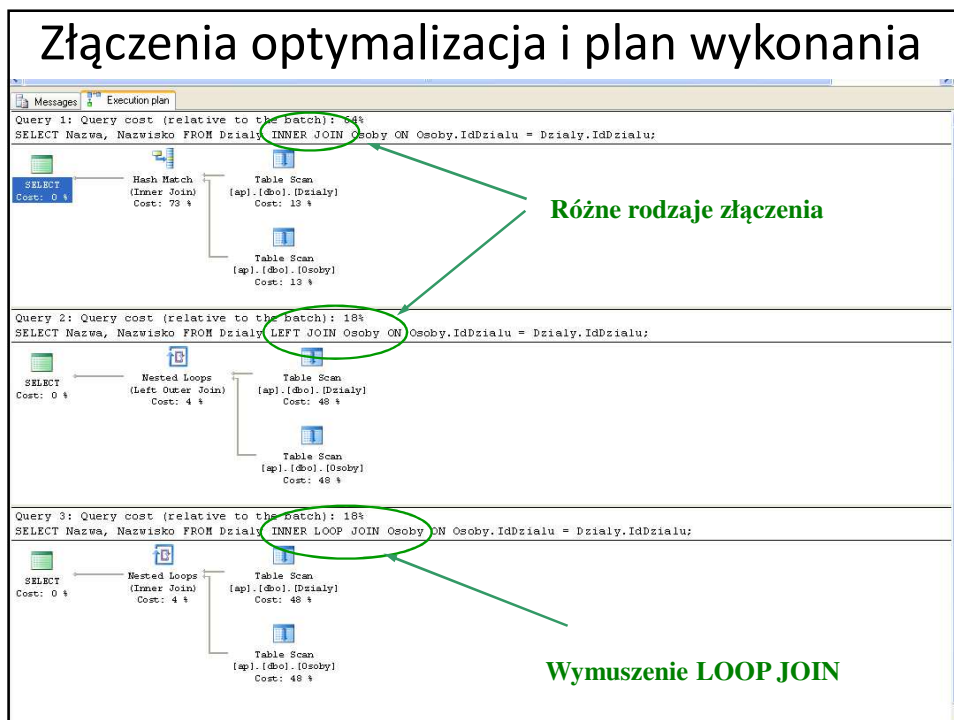 Złączenia optymalizacja i plan wykonania
Messages Execution plan
Query 1: Query cost (relative to the batch): 64%
SELECT Nazwa, Nazwisko FROM Dzialy INNER JOIN Osoby ON Osoby.IdDzialu = Dzialy.IdDzialu;
SELECT
Cost: 0 %
Hash Match
(Inner Join)
Cost: 73 %
Table Scan
[ap].[dbo].[Dzialy]
Cost: 13 %
Table Scan
[ap].[dbo].[Osoby]
Cost: 13 %
Różne rodzaje złączenia
Query 2: Query cost (relative to the batch): 18%
SELECT Nazwa, Nazwisko FROM Dzialy LEFT JOIN Osoby ON Osoby.IdDzialu = Dzialy.IdDzialu;
SELECT
Cost: 0 %
Nested Loops
(Left Outer Join)
Cost: 4 %
Table Scan
[ap].[dbo].[Dzialy]
Cost: 48 %
Table Scan
[ap].[dbo].[Osoby]
Cost: 48 %
Query 3: Query cost (relative to the batch): 18%
SELECT Nazwa, Nazwisko FROM Dzialy INNER LOOP JOIN Osoby ON Osoby.IdDzialu = Dzialy.IdDzialu;
SELECT
Cost: 0 %
Nested Loops
(Inner Join)
Cost: 4 %
Table Scan
[ap].[dbo].[Dzialy]
Cost: 48 %
Table Scan
[ap].[dbo].[Osoby]
Cost: 48 %
Wymuszenie LOOP JOIN